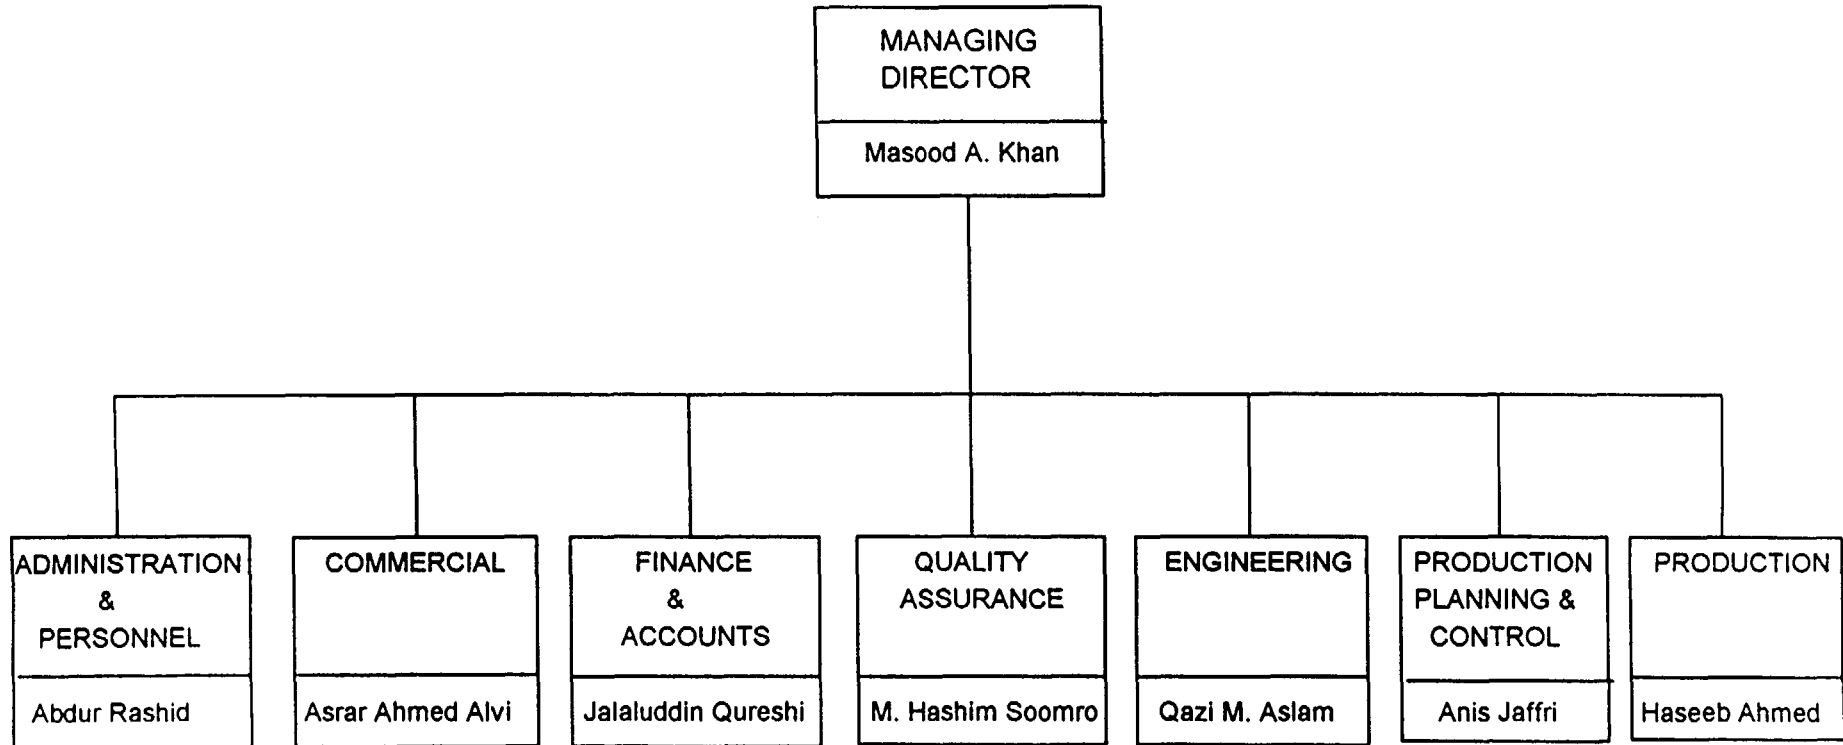 MANAGING
DIRECTOR
Masood A. Khan
ADMINISTRATION
&
PERSONNEL
Abdur Rashid
COMMERCIAL
Asrar Ahmed Alvi
FINANCE
&
ACCOUNTS
Jalaluddin Qureshi
QUALITY
ASSURANCE
M. Hashim Soomro
ENGINEERING
Qazi M. Aslam
PRODUCTION
PLANNING &
CONTROL
Anis Jaffri
PRODUCTION
Haseeb Ahmed